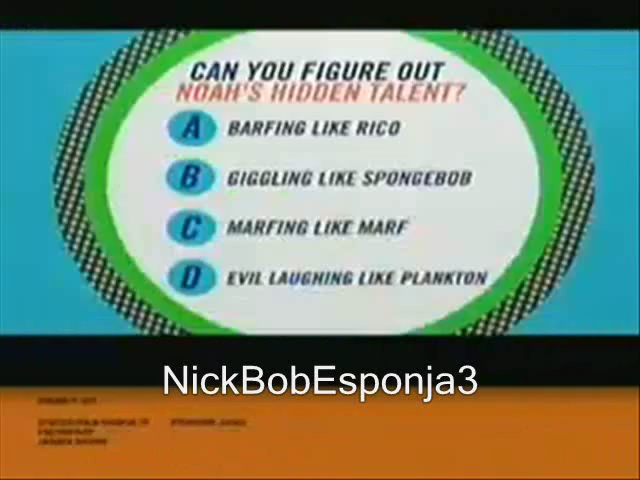 CAN YOU FIGURE OUT
NOAH'S HIDDEN TALENT?
A BARFING LIKE RICO
B GIGGLING LIKE SPONGEBOB
C MARFING LIKE MARF
D EVIL LAUGHING LIKE PLANKTON
NickBobEsponja3